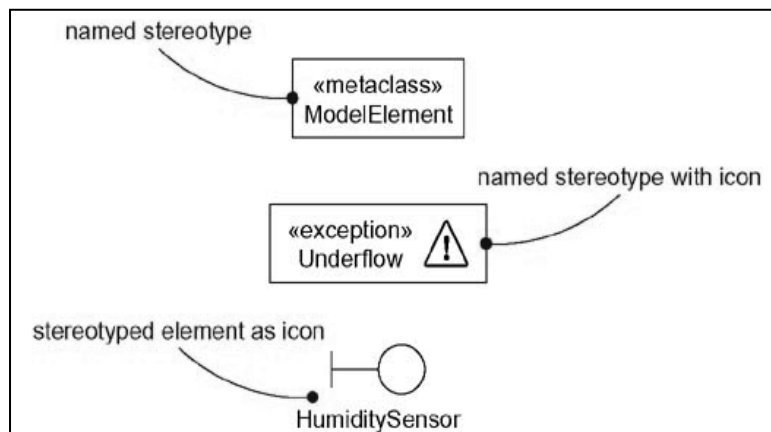 named stereotype
«metaclass»
ModelElement
named stereotype with icon
«exception»
Underflow
!
stereotyped element as icon
HumiditySensor